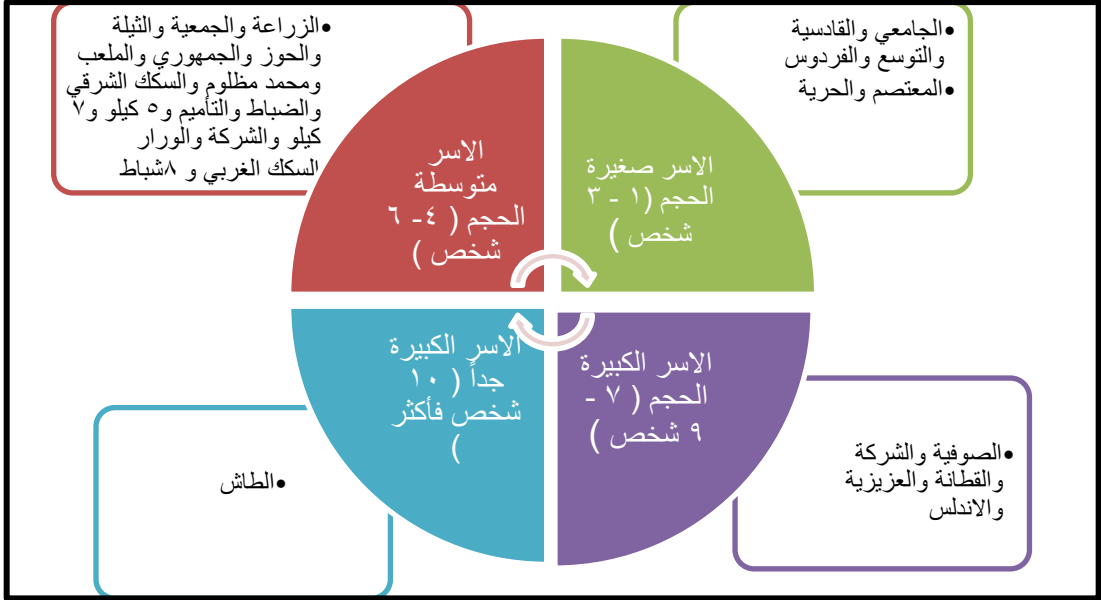 •الجامعي والقادسية
والتوسع والفردوس
•المعتصم والحرية
•الزراعة والجمعية والثيلة
والحوز والجمهوري والملعب
ومحمد مظلوم والسكك الشرقي
والضباط والتأميم و٥ كيلو و٧
كيلو والشركة والورار
السكك الغربي و ٨شباط
الاسر صغيرة
الحجم (١ - ٣
شخص )
الاسر
متوسطة
الحجم ( ٤- ٦
شخص )
الاسر الكبيرة
الحجم ( ٧ -
٩ شخص )
الاسر الكبيرة
جداً ( ١٠
شخص فأكثر
)
•الصوفية والشركة
والقطانة والعزيزية
والاندلس
•الطاش